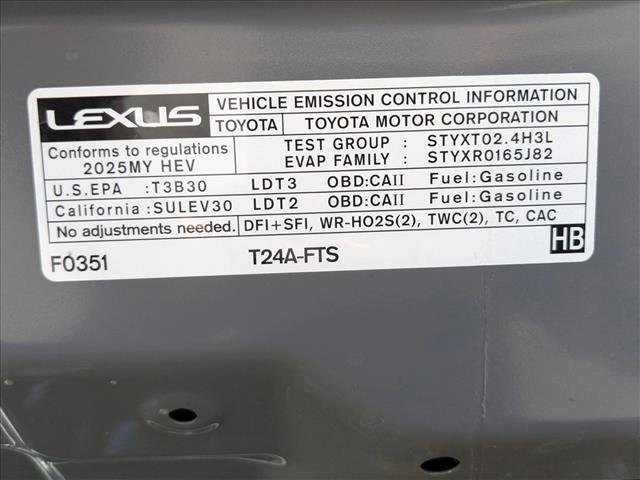 LEXUS VEHICLE EMISSION CONTROL INFORMATION
TOYOTA TOYOTA MOTOR CORPORATION
Conforms to regulations
2025MY HEV
TEST GROUP : STYXT02.4H3L
EVAP FAMILY : STYXR0165J82
U.S.EPA :T3B30 LDT3 OBD:CAII Fuel:Gasoline
California :SULEV30 LDT2 OBD:CAII Fuel:Gasoline
No adjustments needed. DFI+SFI, WR-HO2S(2), TWC(2), TC, CAC
F0351 T24A-FTS HB